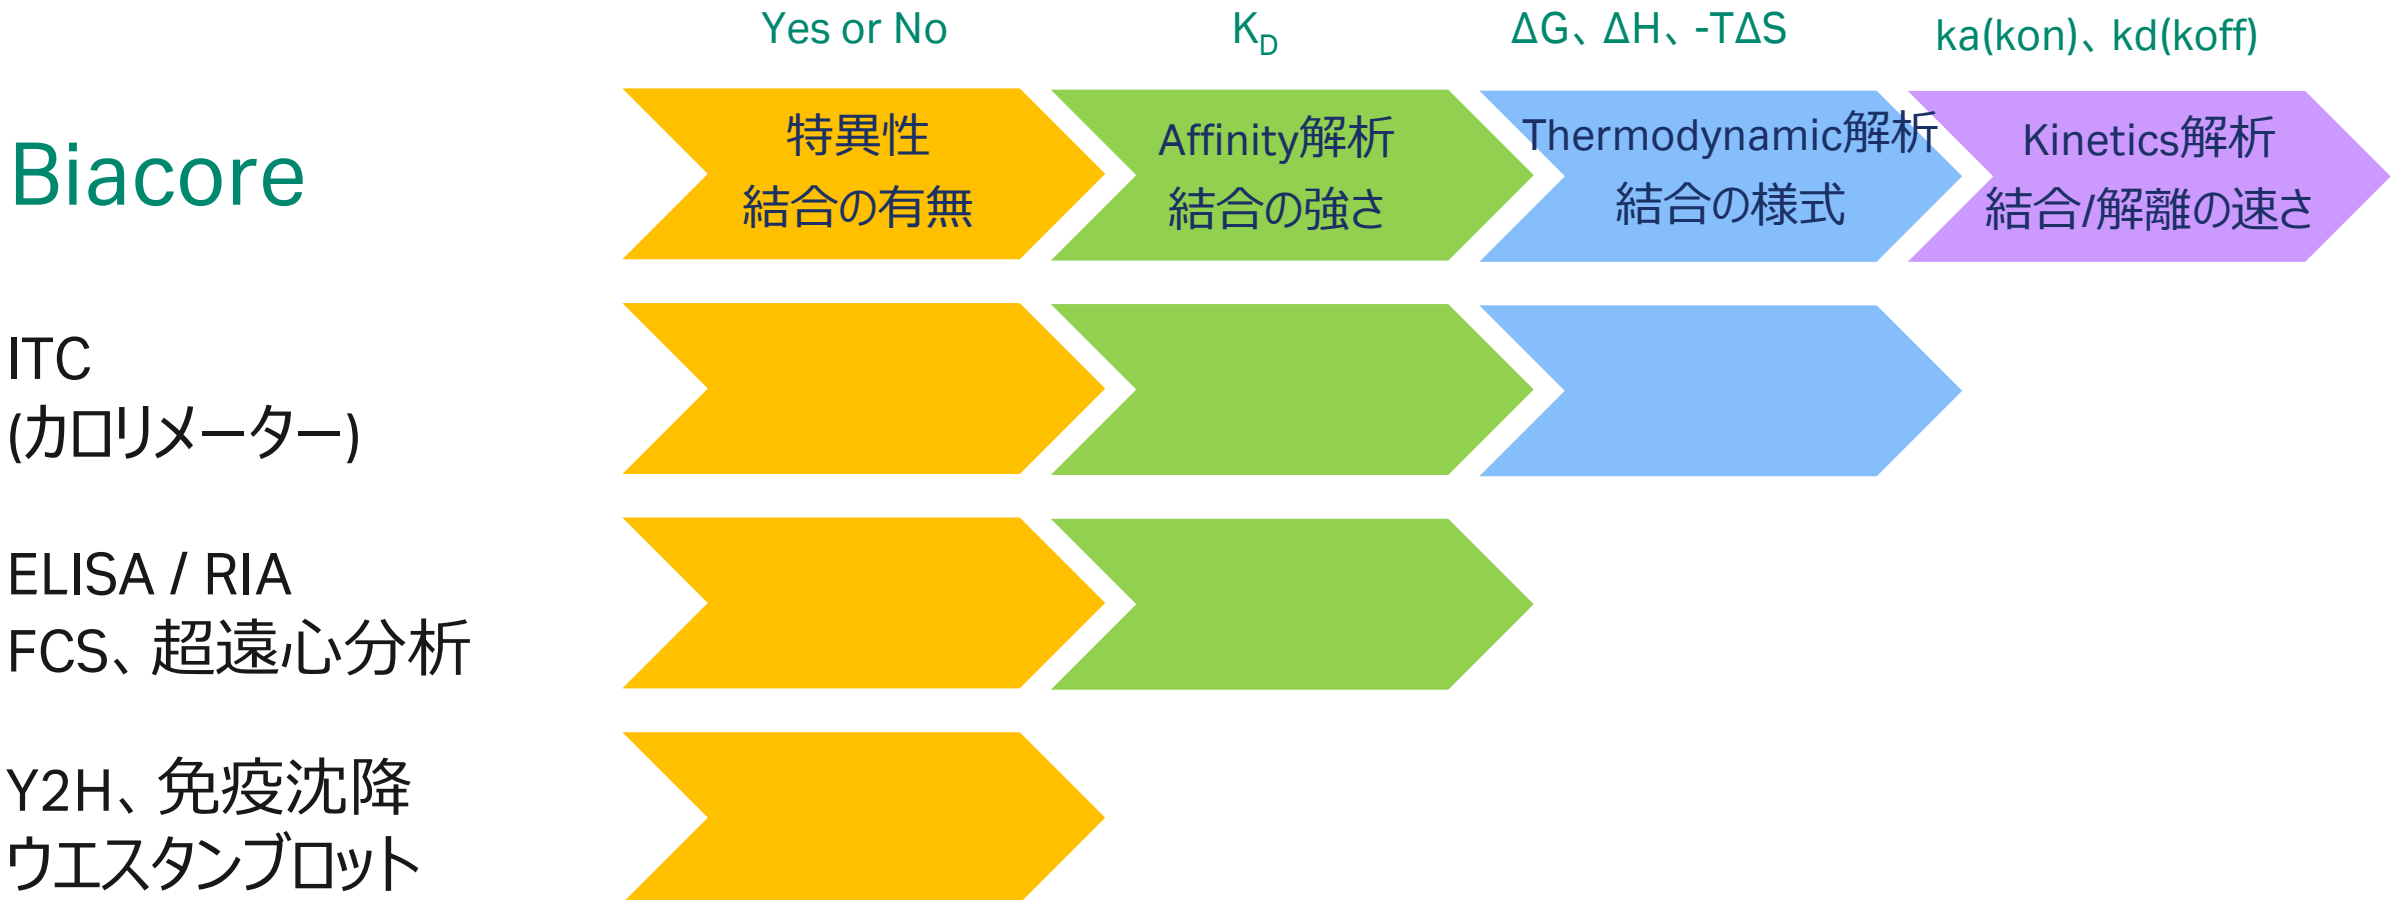 Yes or No
KD
ΔG、ΔH、-TΔS
ka(kon)、kd(koff)
Biacore
特異性
結合の有無
Affinity解析
結合の強さ
Thermodynamic解析
結合の様式
Kinetics解析
結合/解離の速さ
ITC
(カロリメーター)
ELISA / RIA
FCS、超遠心分析
Y2H、免疫沈降
ウエスタンブロット